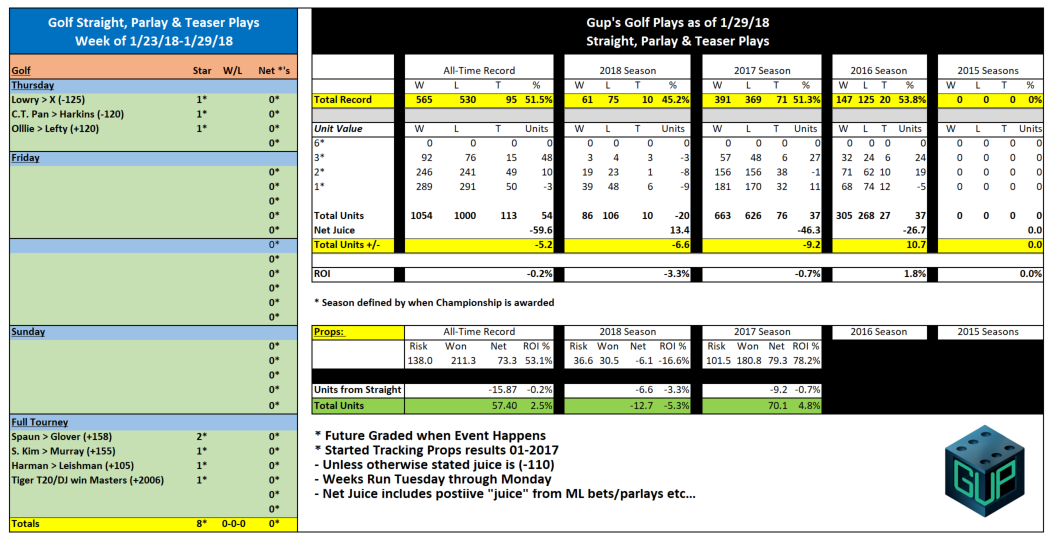 Golf Straight, Parlay & Teaser Plays
Week of 1/23/18-1/29/18
Golf Star W/L Net *'s
Thursday
Lowry > X (-125) 1* 0*
C.T. Pan > Harkins (-120) 1* 0*
Olllie > Lefty (+120) 1* 0*
0*
Friday
0*
0*
0*
0*
0*
0*
0*
0*
0*
0*
0*
Sunday
0*
0*
0*
0*
0*
Full Tourney
Spaun > Glover (+158) 2* 0*
S. Kim > Murray (+155) 1* 0*
Harman > Leishman (+105) 1* 0*
Tiger T20/DJ win Masters (+2006) 1* 0*
0*
0*
Totals 8* 0-0-0 0*
Gup's Golf Plays as of 1/29/18
Straight, Parlay & Teaser Plays
All-Time Record 2018 Season 2017 Season 2016 Season 2015 Seasons
W L T % W L T % W L T % W L T % W L T %
Total Record 565 530 95 51.5% 61 75 10 45.2% 391 369 71 51.3% 147 125 20 53.8% 0 0 0 0%
Unit Value W L T Units W L T Units W L T Units W L T Units W L T Units
6* 0 0 0 0 0 0 0 0 0 0 0 0 0 0 0 0 0 0 0 0
3* 92 76 15 48 3 4 3 -3 57 48 6 27 32 24 6 24 0 0 0 0
2* 246 241 49 10 19 23 1 -8 156 156 38 -1 71 62 10 19 0 0 0 0
1* 289 291 50 -3 39 48 6 -9 181 170 32 11 68 74 12 -5 0 0 0 0
Total Units 1054 1000 113 54 86 106 10 -20 663 626 76 37 305 268 27 37 0 0 0 0
Net Juice -59.6 13.4 -46.3 -26.7 0.0
Total Units +/- -5.2 -6.6 -9.2 10.7 0.0
ROI -0.2% -3.3% -0.7% 1.8% 0.0%
* Season defined by when Championship is awarded
Props: All-Time Record 2018 Season 2017 Season 2016 Season 2015 Seasons
Risk Won Net ROI % Risk Won Net ROI % Risk Won Net ROI %
138.0 211.3 73.3 53.1% 36.6 30.5 -6.1 -16.6% 101.5 180.8 79.3 78.2%
Units from Straight -15.87 -0.2% -6.6 -3.3% -9.2 -0.7%
Total Units 57.40 2.5% -12.7 -5.3% 70.1 4.8%
* Future Graded when Event Happens
* Started Tracking Props results 01-2017
- Unless otherwise stated juice is (-110)
- Weeks Run Tuesday through Monday
- Net Juice includes postiive "juice" from ML bets/parlays etc...
GUP